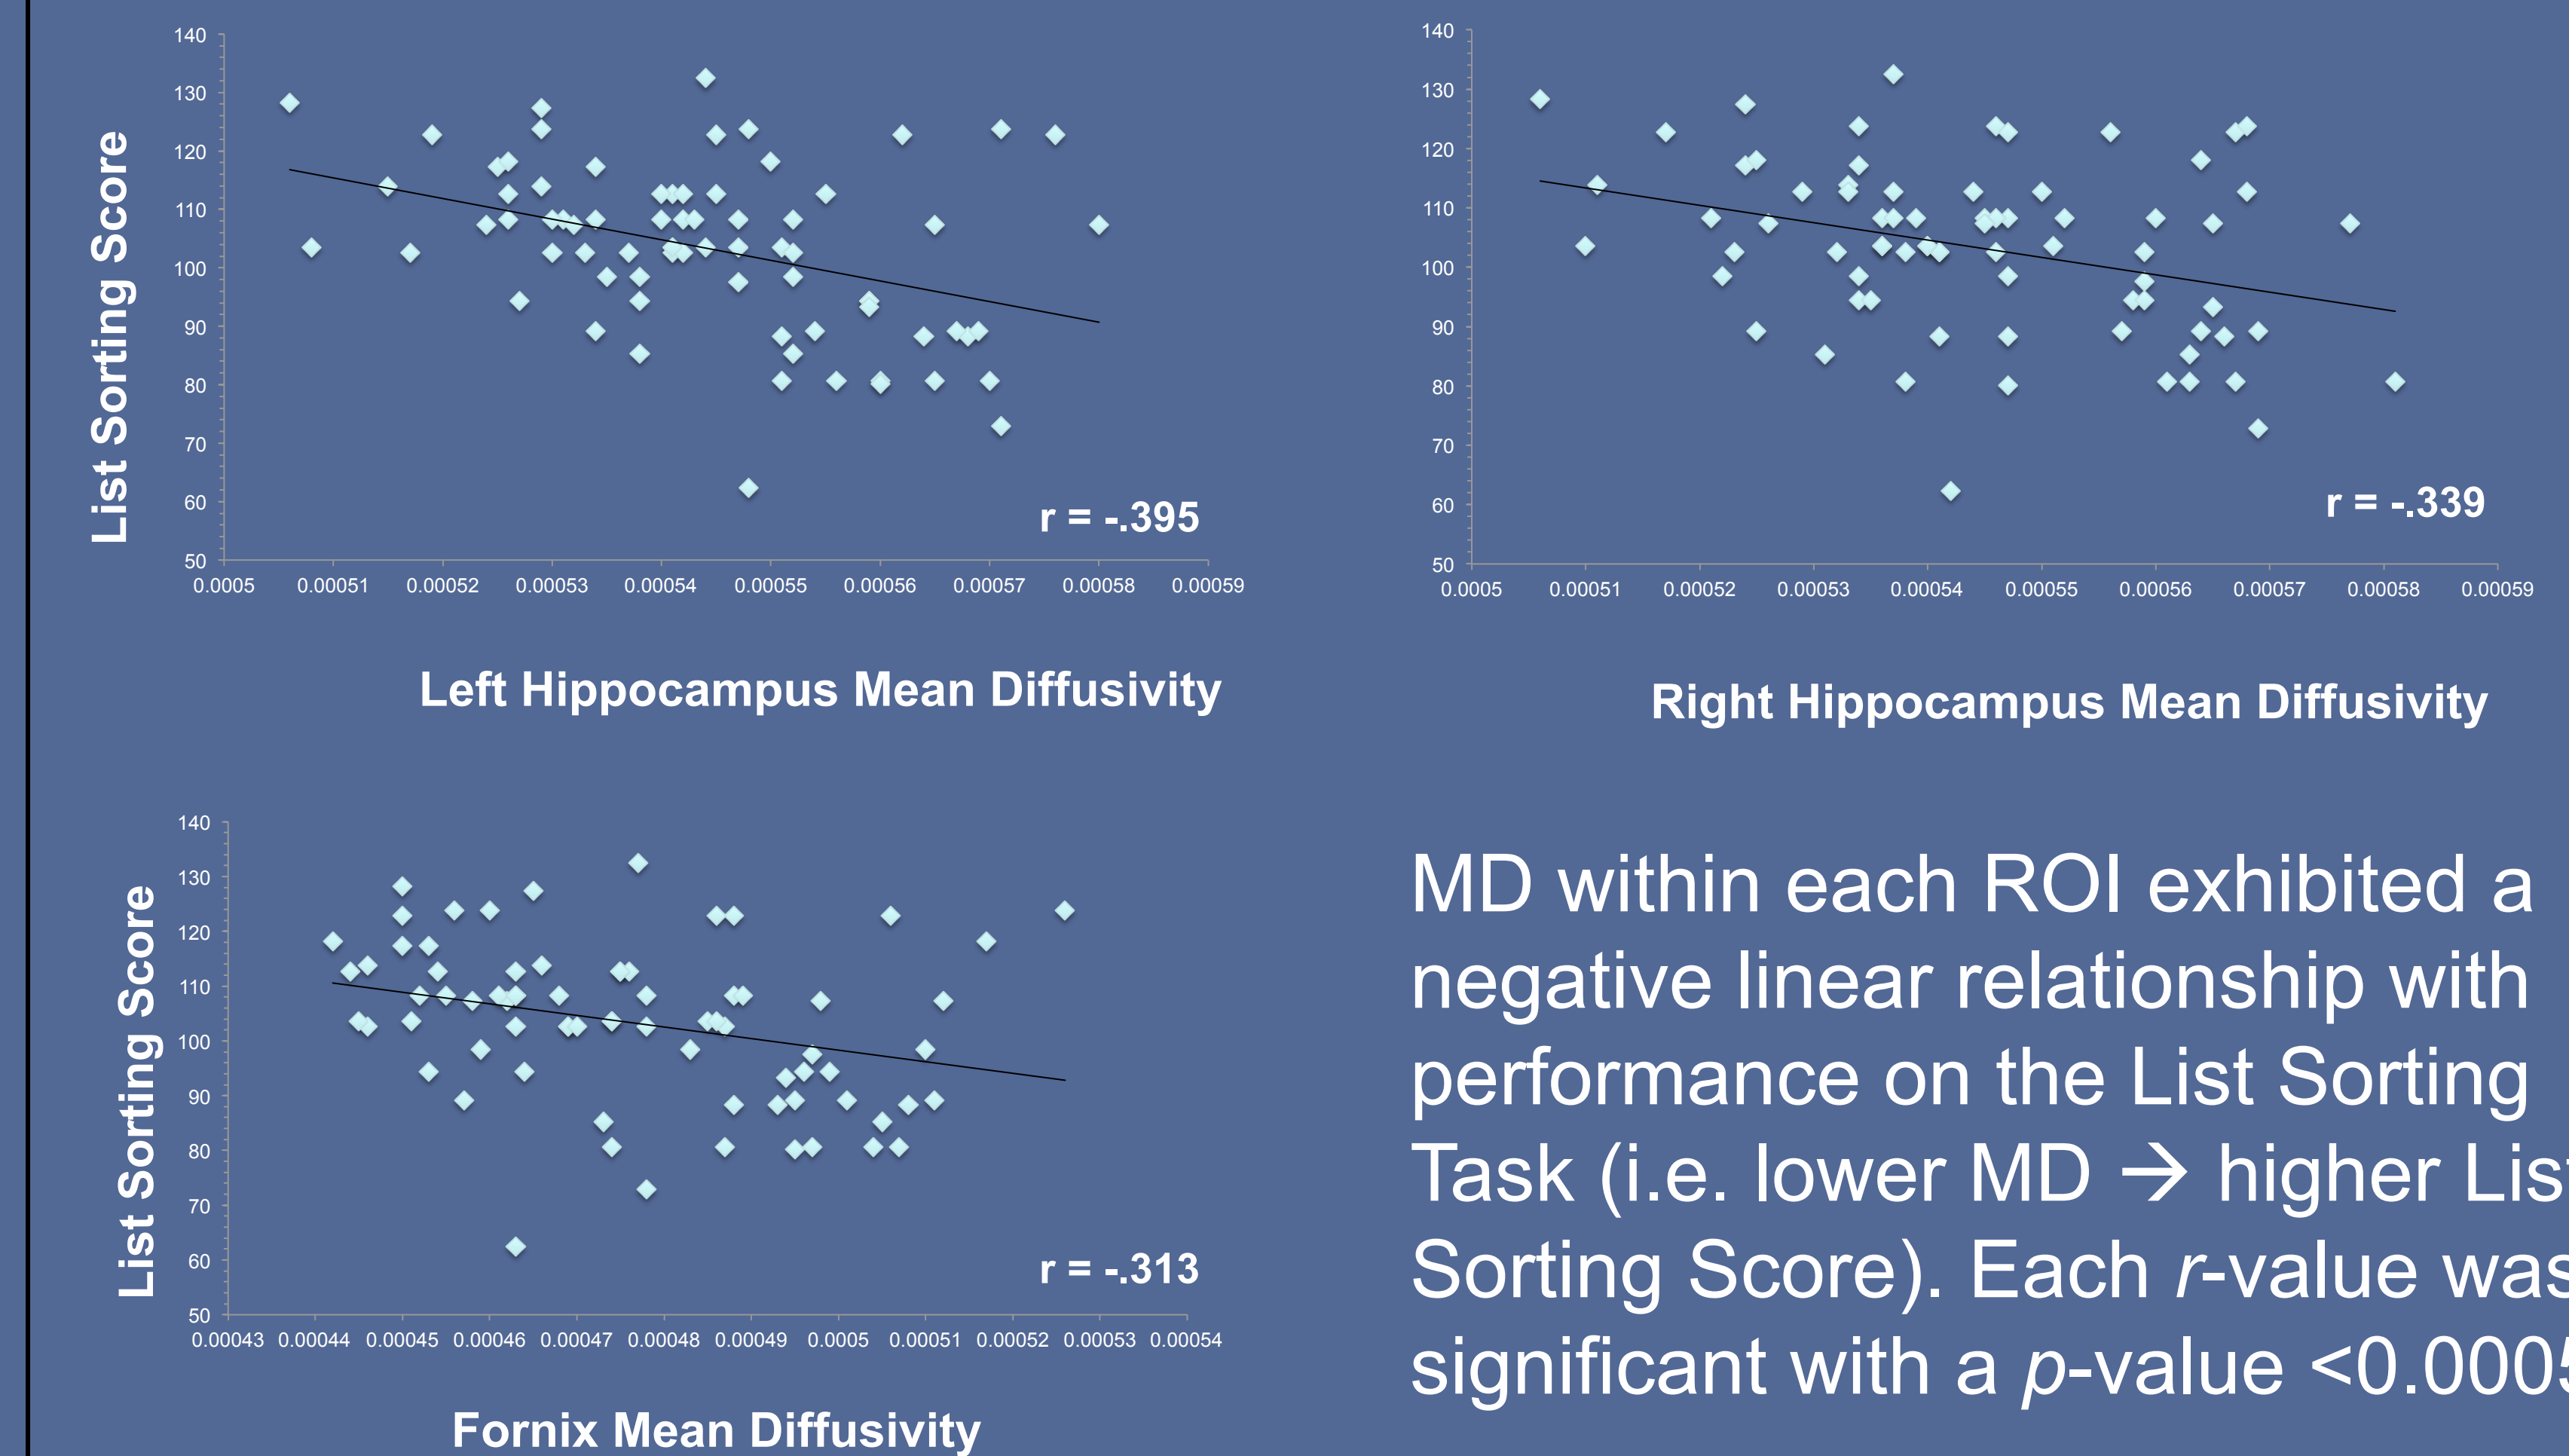 140
130
120
110
100
90
80
70
60
50
List Sorting Score
r = -.395
0.0005 0.00051 0.00052 0.00053 0.00054 0.00055 0.00056 0.00057 0.00058 0.00059
Left Hippocampus Mean Diffusivity
140
130
120
110
100
90
80
70
60
50
r = -.339
0.0005 0.00051 0.00052 0.00053 0.00054 0.00055 0.00056 0.00057 0.00058 0.00059
Right Hippocampus Mean Diffusivity
140
130
120
110
100
90
80
70
60
50
List Sorting Score
r = -.313
0.00043 0.00044 0.00045 0.00046 0.00047 0.00048 0.00049 0.0005 0.00051 0.00052 0.00053 0.00054
Fornix Mean Diffusivity
MD within each ROI exhibited a
negative linear relationship with
performance on the List Sorting
Task (i.e. lower MD → higher Lis
Sorting Score). Each r-value was
significant with a p-value <0.0005